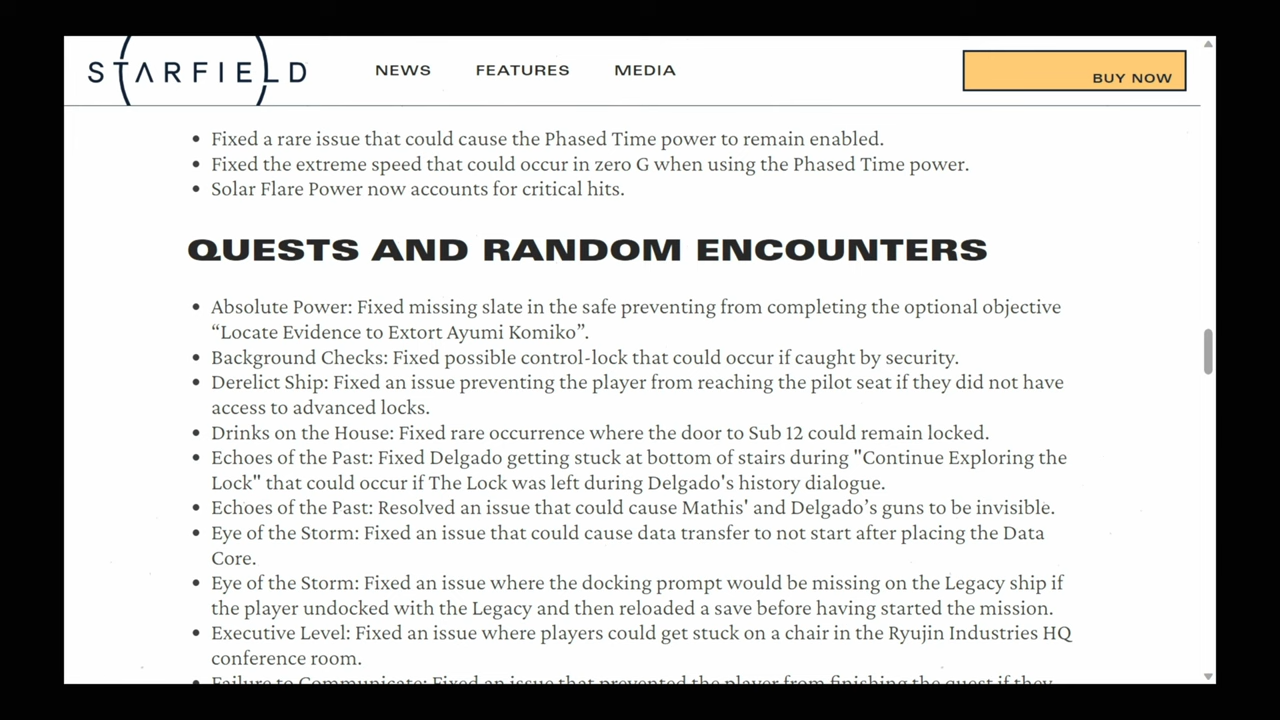 STARFIELD
NEWS
FEATURES
MEDIA
BUY NOW
• Fixed a rare issue that could cause the Phased Time power to remain enabled.
• Fixed the extreme speed that could occur in zero G when using the Phased Time power.
• Solar Flare Power now accounts for critical hits.
QUESTS AND RANDOM ENCOUNTERS
• Absolute Power: Fixed missing slate in the safe preventing from completing the optional objective
“Locate Evidence to Extort Ayumi Komiko”.
• Background Checks: Fixed possible control-lock that could occur if caught by security.
• Derelict Ship: Fixed an issue preventing the player from reaching the pilot seat if they did not have
access to advanced locks.
• Drinks on the House: Fixed rare occurrence where the door to Sub 12 could remain locked.
• Echoes of the Past: Fixed Delgado getting stuck at bottom of stairs during "Continue Exploring the
Lock" that could occur if The Lock was left during Delgado's history dialogue.
• Echoes of the Past: Resolved an issue that could cause Mathis' and Delgado’s guns to be invisible.
• Eye of the Storm: Fixed an issue that could cause data transfer to not start after placing the Data
Core.
• Eye of the Storm: Fixed an issue where the docking prompt would be missing on the Legacy ship if
the player undocked with the Legacy and then reloaded a save before having started the mission.
• Executive Level: Fixed an issue where players could get stuck on a chair in the Ryujin Industries HQ
conference room.
• Failure to Communicate: Fixed an issue that prevented the player from finishing the quest if they